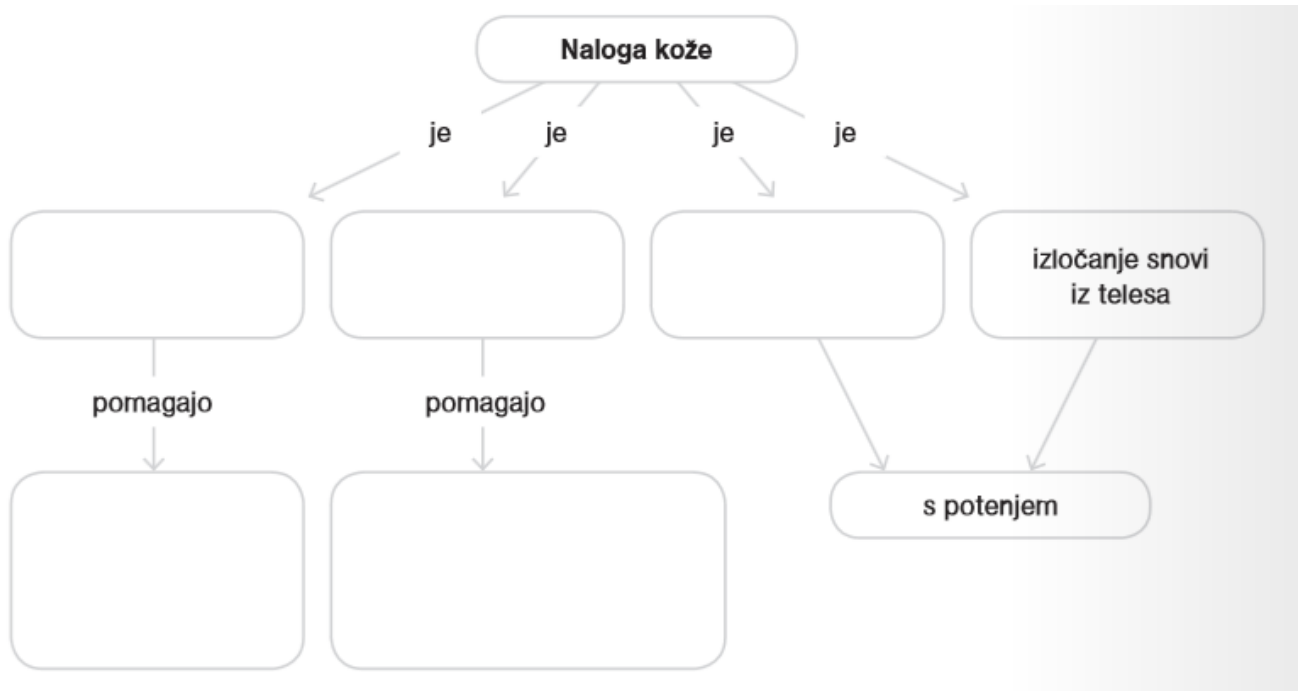 Naloga kože
je
je
je
je
izločanje snovi
iz telesa
pomagajo
pomagajo
s potenjem